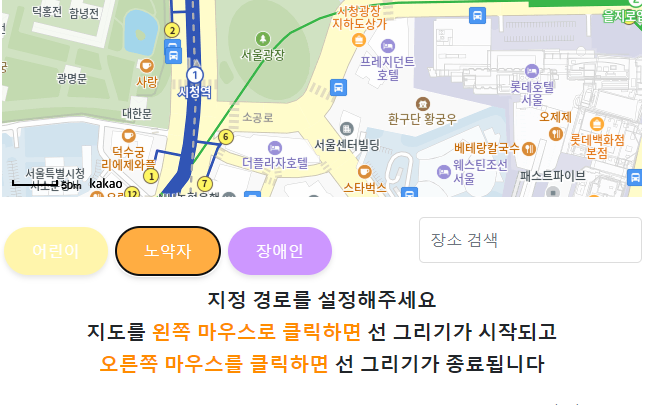 덕홍전
함녕전
시청광장
지하도상가
을지로입
2
서울광장
프레지던트
호텔
광명문
사랑
1
시청역
롯데호텔
서울
대한문
소공로
환구단 황궁우
오제제
6
덕수궁
리에제와플
더플라자호텔
서울센터빌딩
베테랑칼국수
롯데백화점
본점
서울특별시청
서소문청사
1
7
12
스타벅스
웨스틴조선
서울
패스트파이브
50m
kakao
어린이
노약자
장애인
장소 검색
지정 경로를 설정해주세요
지도를 왼쪽 마우스로 클릭하면 선 그리기가 시작되고
오른쪽 마우스를 클릭하면 선 그리기가 종료됩니다